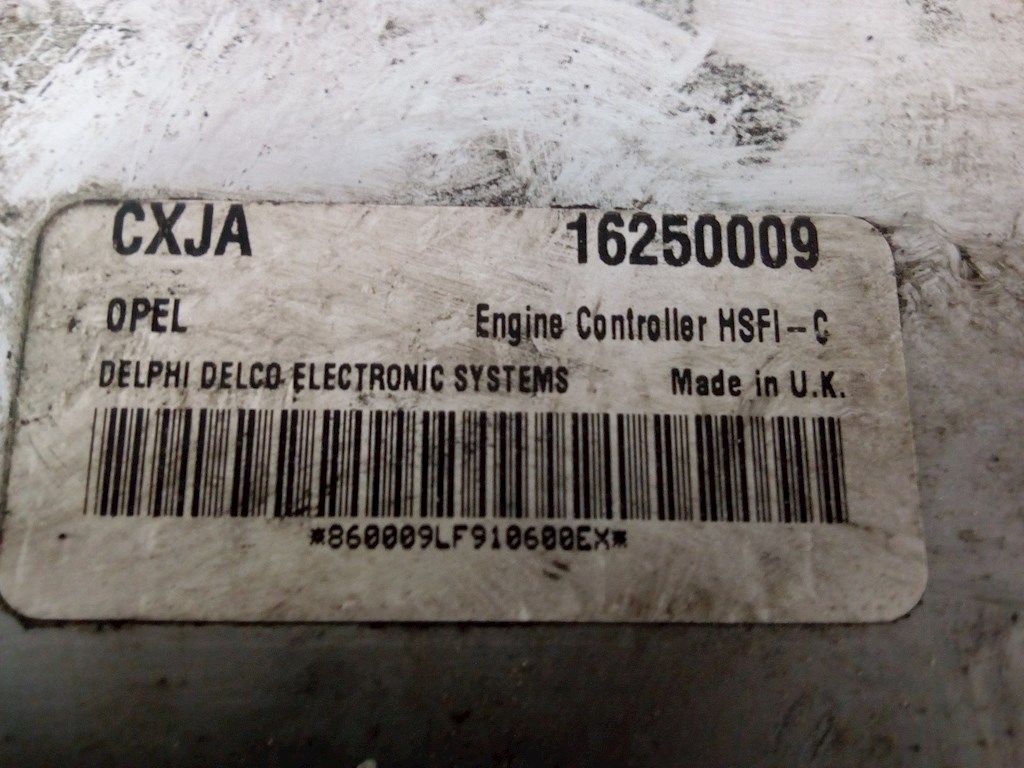 CXJA 16250009
OPEL Engine Controller HSFI-C
DELPHI DELCO ELECTRONIC SYSTEMS Made in U.K.
*860009LF910600EX*